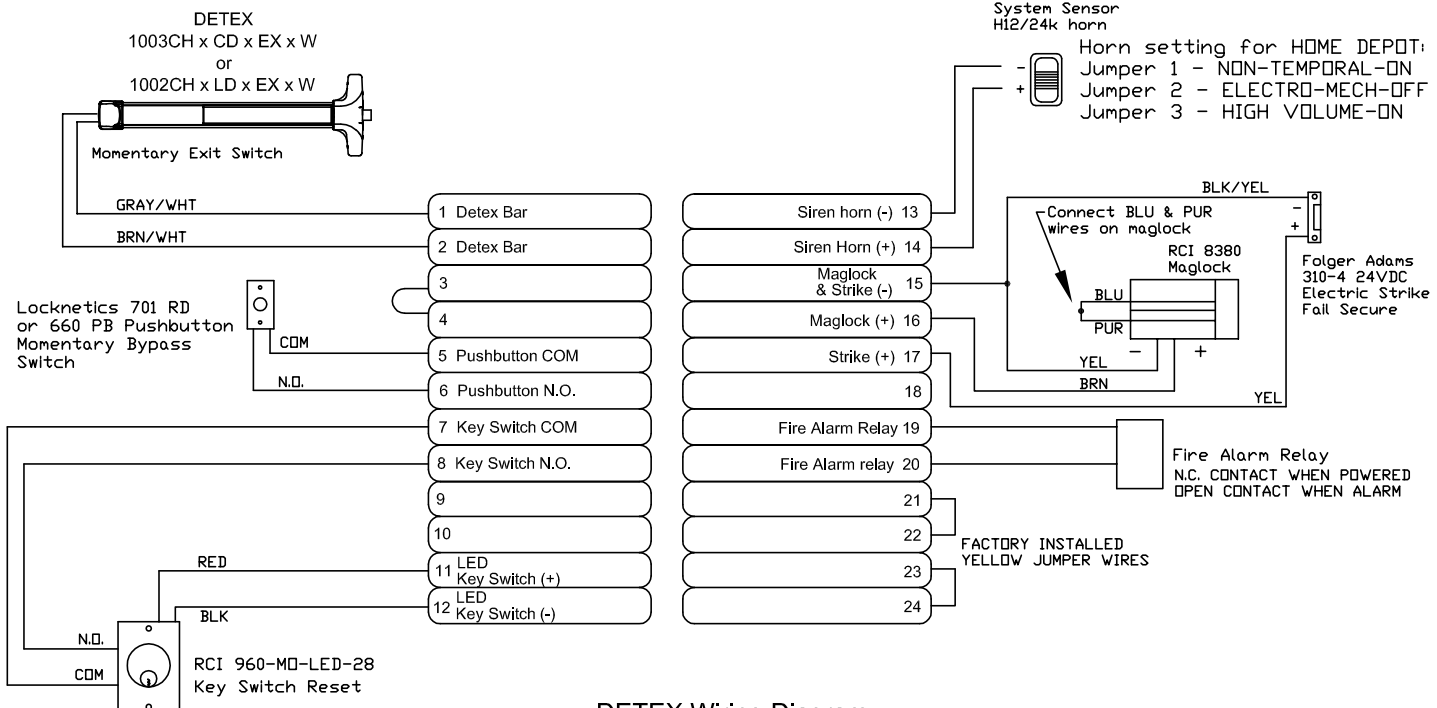 DETEX
1003CH x CD x EX x W
or
1002CH x LD x EX x W
Momentary Exit Switch
System Sensor
H12/24k horn
-
+
Horn setting for HOME DEPOT:
Jumper 1 - NON-TEMPORAL-ON
Jumper 2 - ELECTRO-MECH-OFF
Jumper 3 - HIGH VOLUME-ON
GRAY/WHT
BRN/WHT
Locknetics 701 RD
or 660 PB Pushbutton
Momentary Bypass
Switch
COM
N.O.
1 Detex Bar
2 Detex Bar
3
4
5 Pushbutton COM
6 Pushbutton N.O.
7 Key Switch COM
8 Key Switch N.O.
9
10
11 LED
Key Switch (+)
12 LED
Key Switch (-)
RED
BLK
N.O.
COM
RCI 960-MO-LED-28
Key Switch Reset
Siren horn (-) 13
Siren Horn (+) 14
Maglock
& Strike (-) 15
Maglock (+) 16
Strike (+) 17
18
Fire Alarm Relay 19
Fire Alarm relay 20
21
22
23
24
BLK/YEL
Connect BLU & PUR
wires on maglock
RCI 8380
Maglock
BLU
PUR
-
+
YEL
BRN
YEL
-
+
Folger Adams
310-4 24VDC
Electric Strike
Fail Secure
Fire Alarm Relay
N.C. CONTACT WHEN POWERED
OPEN CONTACT WHEN ALARM
FACTORY INSTALLED
YELLOW JUMPER WIRES
DETEX Wiring Diagram